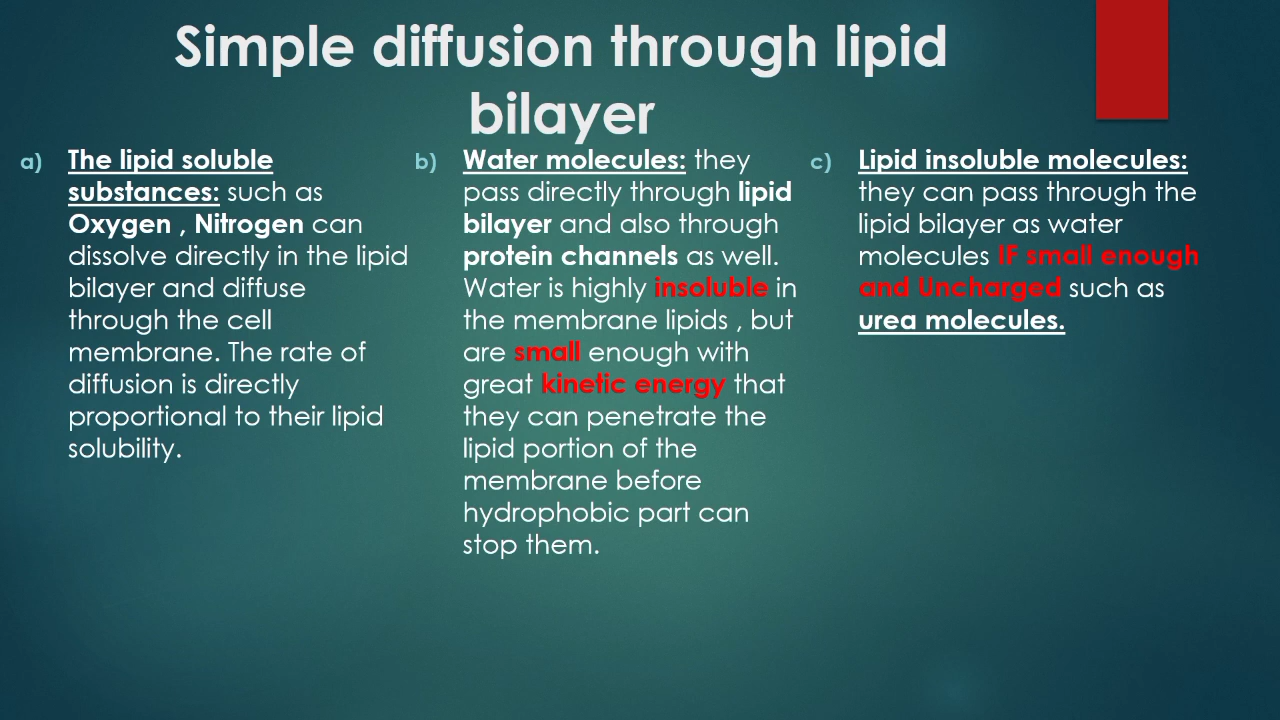 Simple diffusion through lipid
bilayer
a) The lipid soluble
substances: such as
Oxygen , Nitrogen can
dissolve directly in the lipid
bilayer and diffuse
through the cell
membrane. The rate of
diffusion is directly
proportional to their lipid
solubility.
b) Water molecules: they
pass directly through lipid
bilayer and also through
protein channels as well.
Water is highly insoluble in
the membrane lipids , but
are small enough with
great kinetic energy that
they can penetrate the
lipid portion of the
membrane before
hydrophobic part can
stop them.
c) Lipid insoluble molecules:
they can pass through the
lipid bilayer as water
molecules IF small enough
and Uncharged such as
urea molecules.